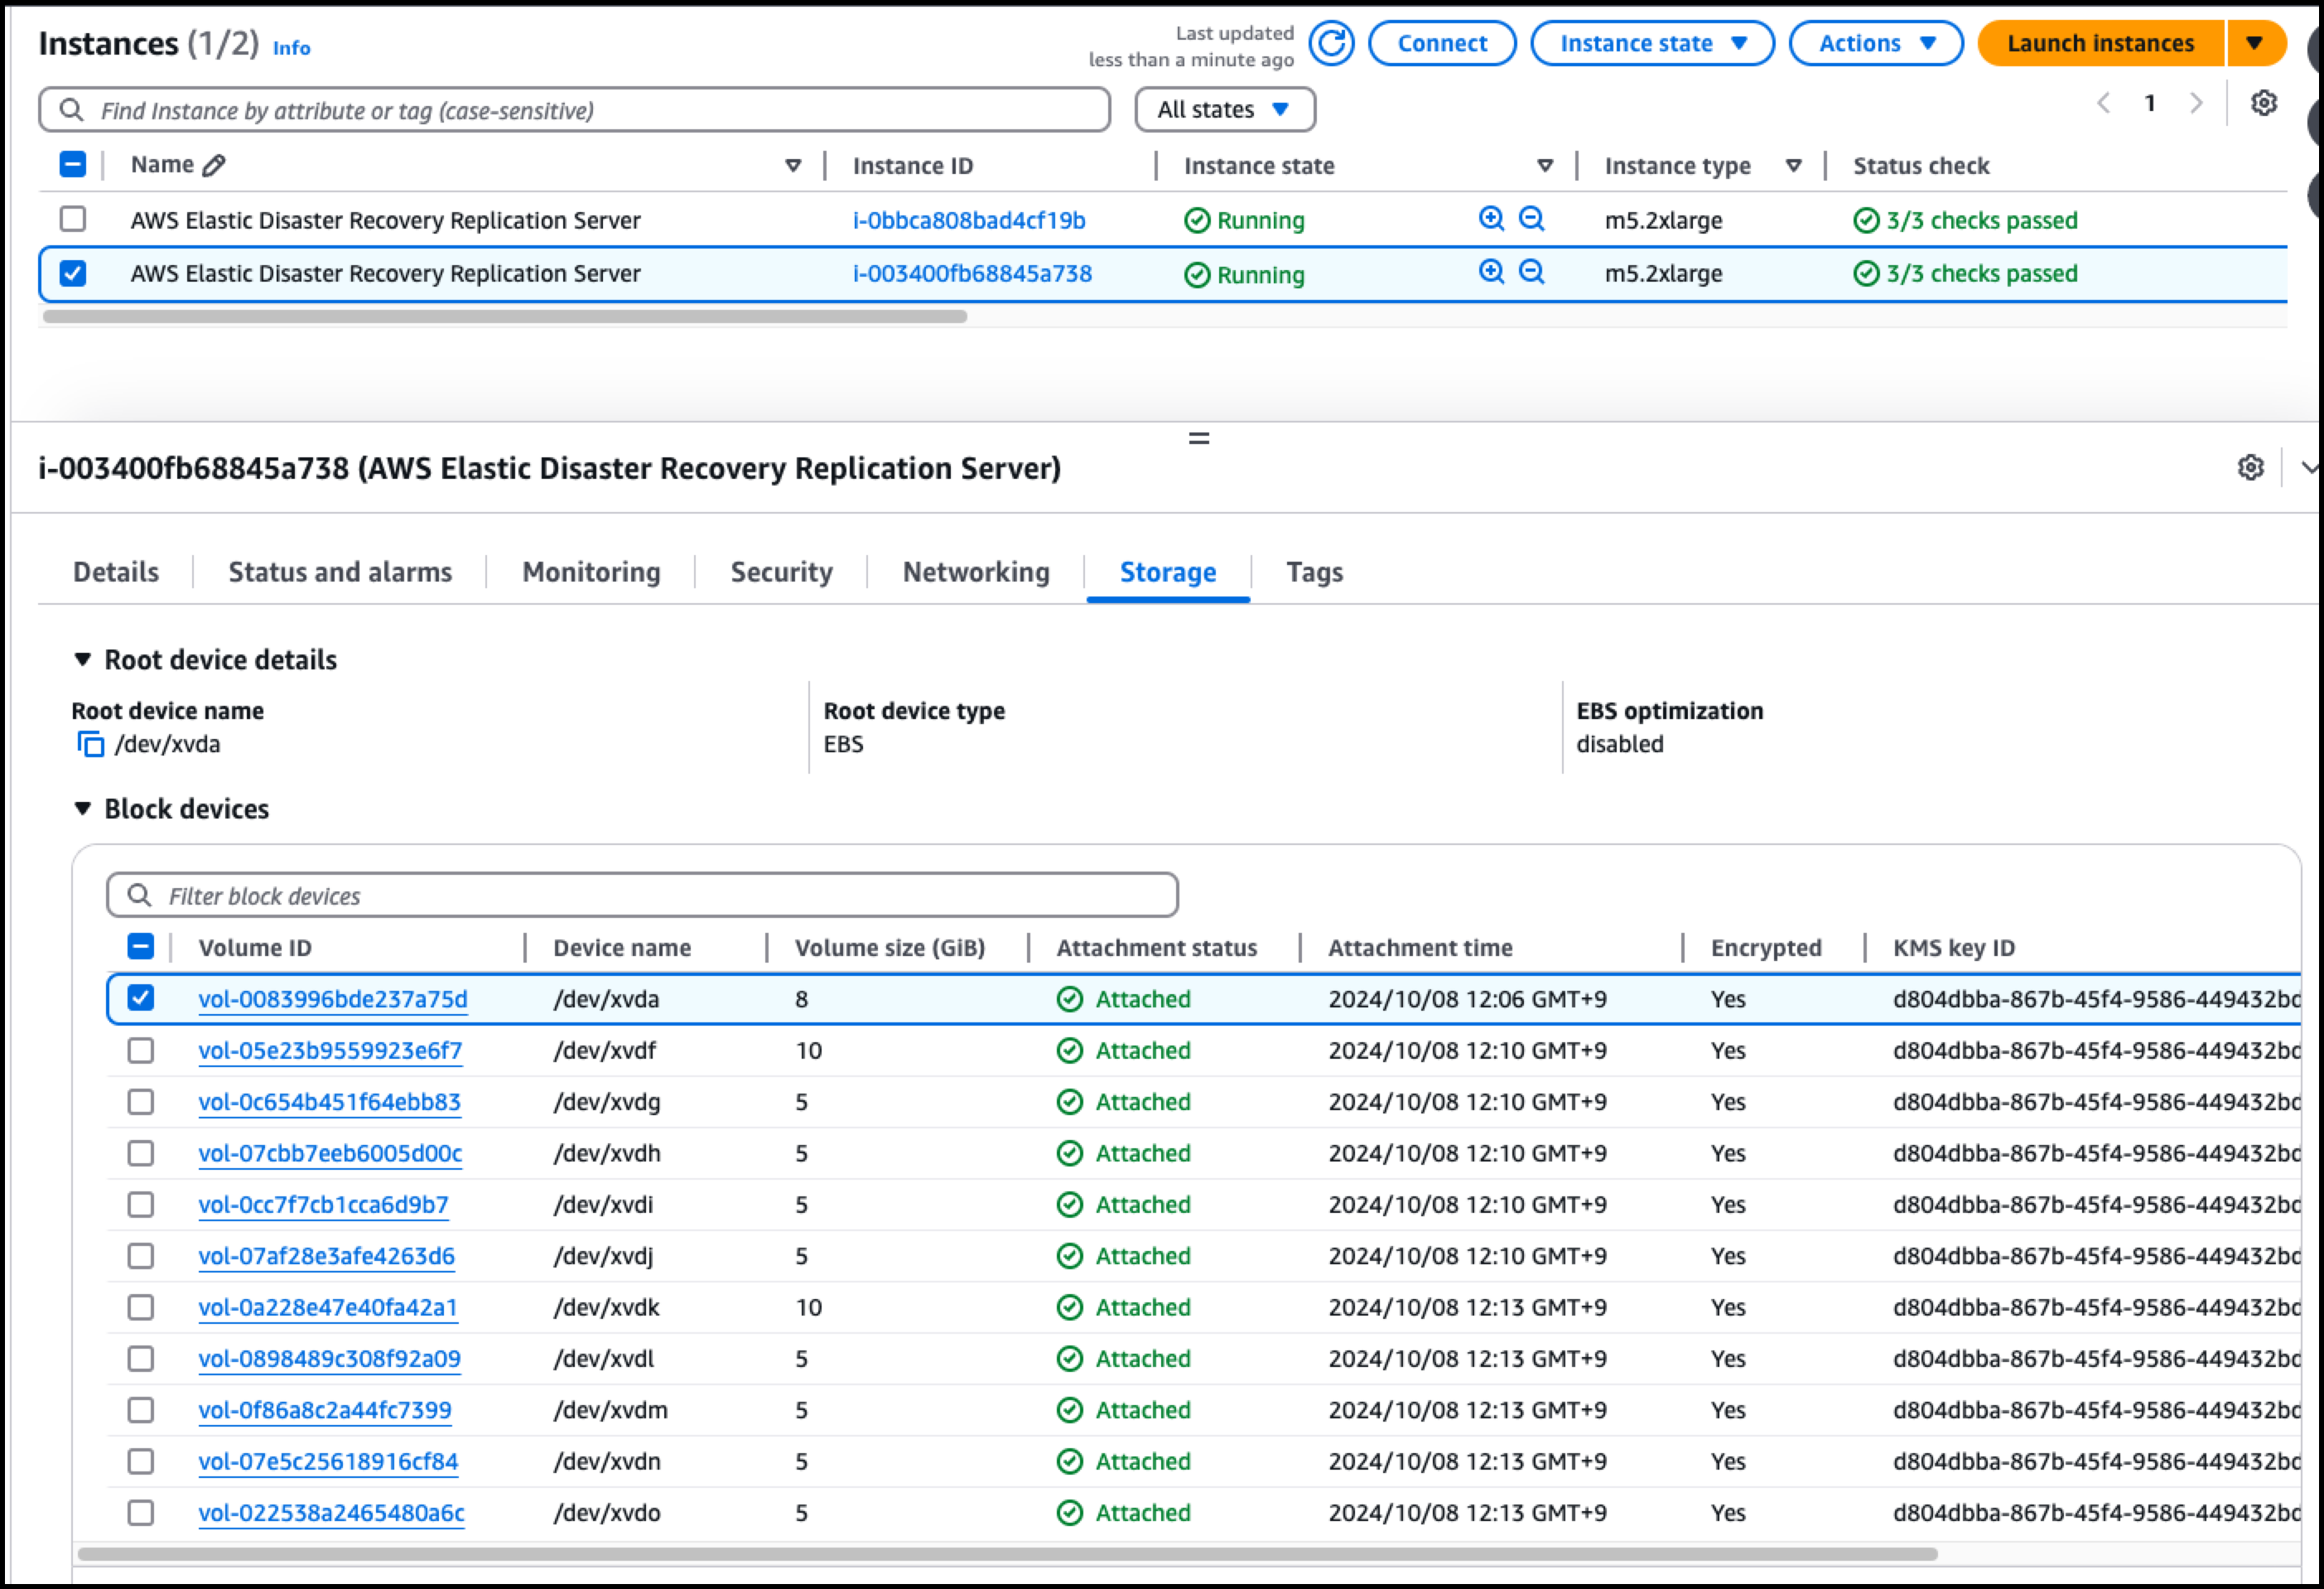 Instances (1/2) Info
Last updated
less than a minute ago
Connect
Instance state
Actions
Launch instances
Find Instance by attribute or tag (case-sensitive)
All states
1
Name Instance ID Instance state Instance type Status check
AWS Elastic Disaster Recovery Replication Server i-0bbca808bad4cf19b Running m5.2xlarge 3/3 checks passed
AWS Elastic Disaster Recovery Replication Server i-003400fb68845a738 Running m5.2xlarge 3/3 checks passed
i-003400fb68845a738 (AWS Elastic Disaster Recovery Replication Server)
Details Status and alarms Monitoring Security Networking Storage Tags
Root device details
Root device name Root device type EBS optimization
/dev/xvda EBS disabled
Block devices
Filter block devices
Volume ID Device name Volume size (GiB) Attachment status Attachment time Encrypted KMS key ID
vol-0083996bde237a75d /dev/xvda 8 Attached 2024/10/08 12:06 GMT+9 Yes d804dbba-867b-45f4-9586-449432bc
vol-05e23b9559923e6f7 /dev/xvdf 10 Attached 2024/10/08 12:10 GMT+9 Yes d804dbba-867b-45f4-9586-449432bc
vol-0c654b451f64ebb83 /dev/xvdg 5 Attached 2024/10/08 12:10 GMT+9 Yes d804dbba-867b-45f4-9586-449432bc
vol-07cbb7eeb6005d00c /dev/xvdh 5 Attached 2024/10/08 12:10 GMT+9 Yes d804dbba-867b-45f4-9586-449432bc
vol-0cc7f7cb1cca6d9b7 /dev/xvdi 5 Attached 2024/10/08 12:10 GMT+9 Yes d804dbba-867b-45f4-9586-449432bc
vol-07af28e3afe4263d6 /dev/xvdj 5 Attached 2024/10/08 12:10 GMT+9 Yes d804dbba-867b-45f4-9586-449432bc
vol-0a228e47e40fa42a1 /dev/xvdk 10 Attached 2024/10/08 12:13 GMT+9 Yes d804dbba-867b-45f4-9586-449432bc
vol-0898489c308f92a09 /dev/xvdl 5 Attached 2024/10/08 12:13 GMT+9 Yes d804dbba-867b-45f4-9586-449432bc
vol-0f86a8c2a44fc7399 /dev/xvdm 5 Attached 2024/10/08 12:13 GMT+9 Yes d804dbba-867b-45f4-9586-449432bc
vol-07e5c25618916cf84 /dev/xvdn 5 Attached 2024/10/08 12:13 GMT+9 Yes d804dbba-867b-45f4-9586-449432bc
vol-022538a2465480a6c /dev/xvdo 5 Attached 2024/10/08 12:13 GMT+9 Yes d804dbba-867b-45f4-9586-449432bc